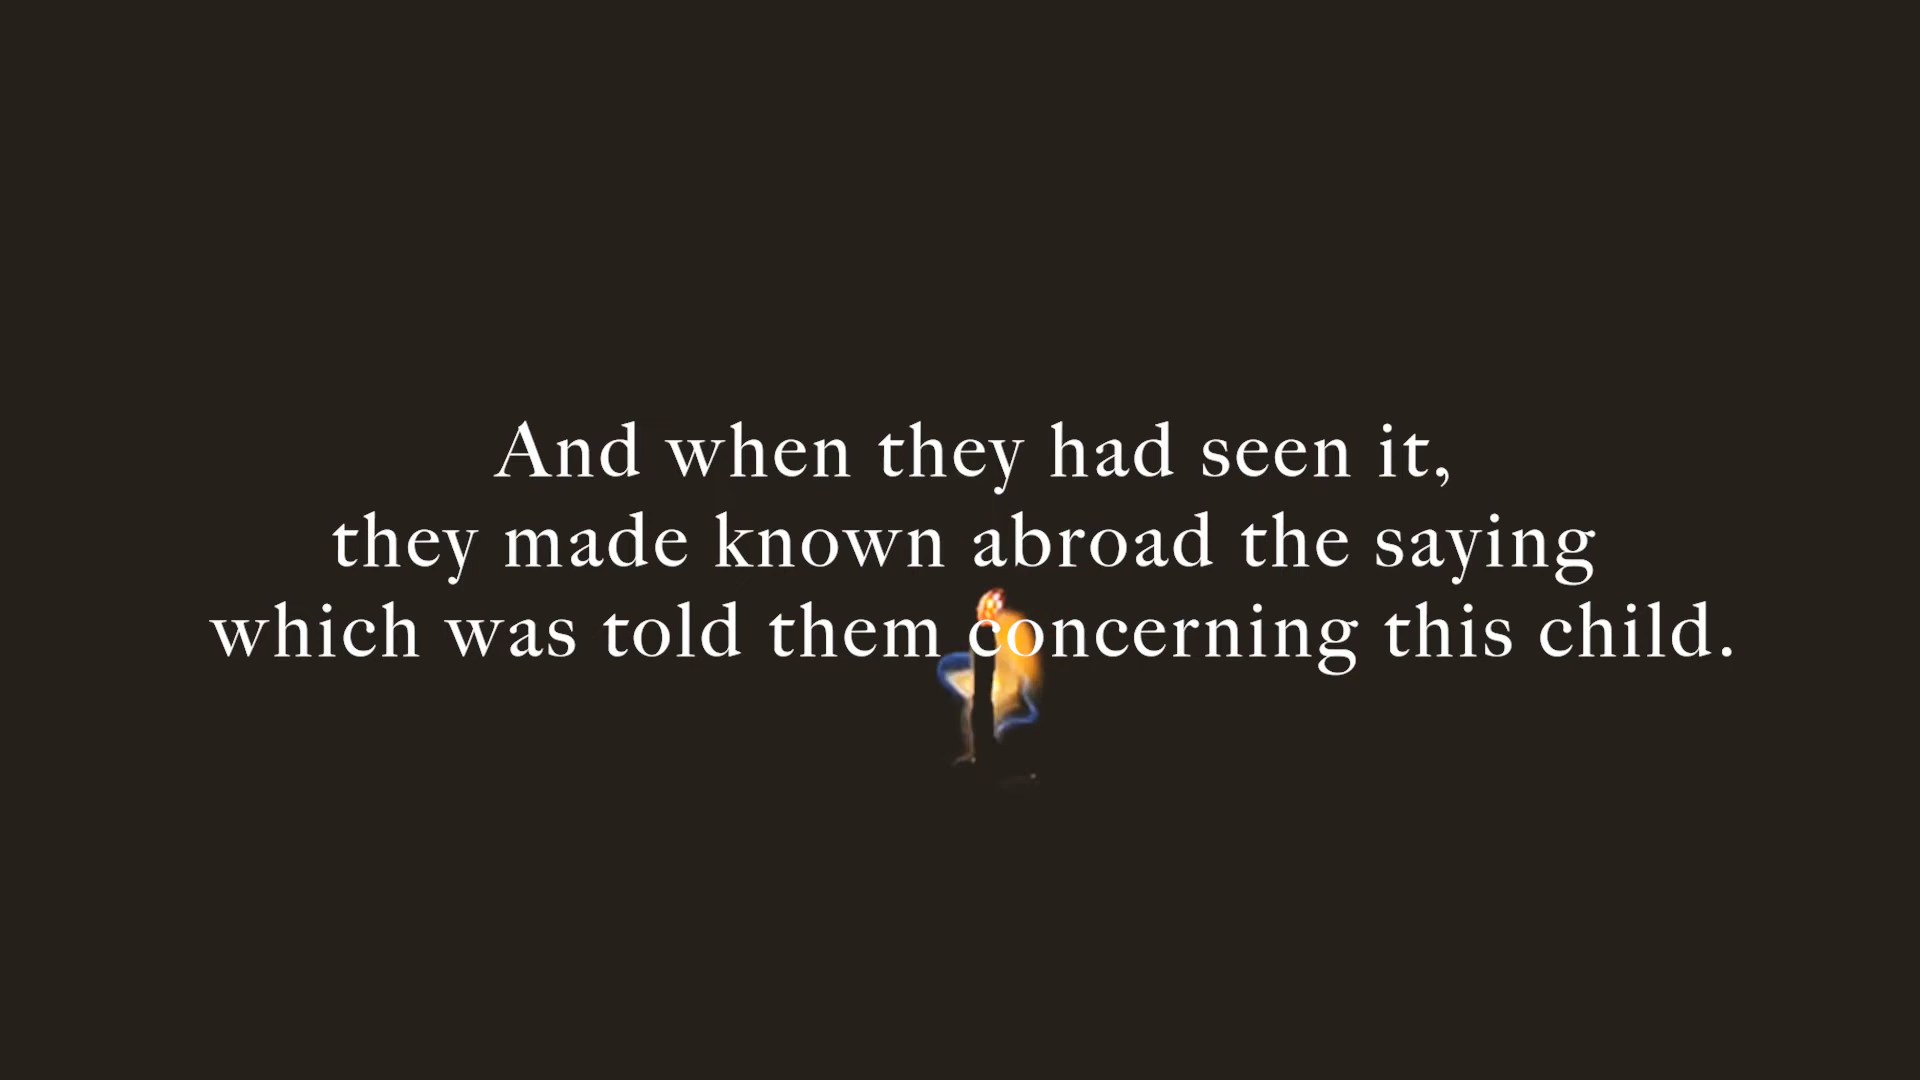 And when they had seen it,
they made known abroad the saying
which was told them concerning this child.